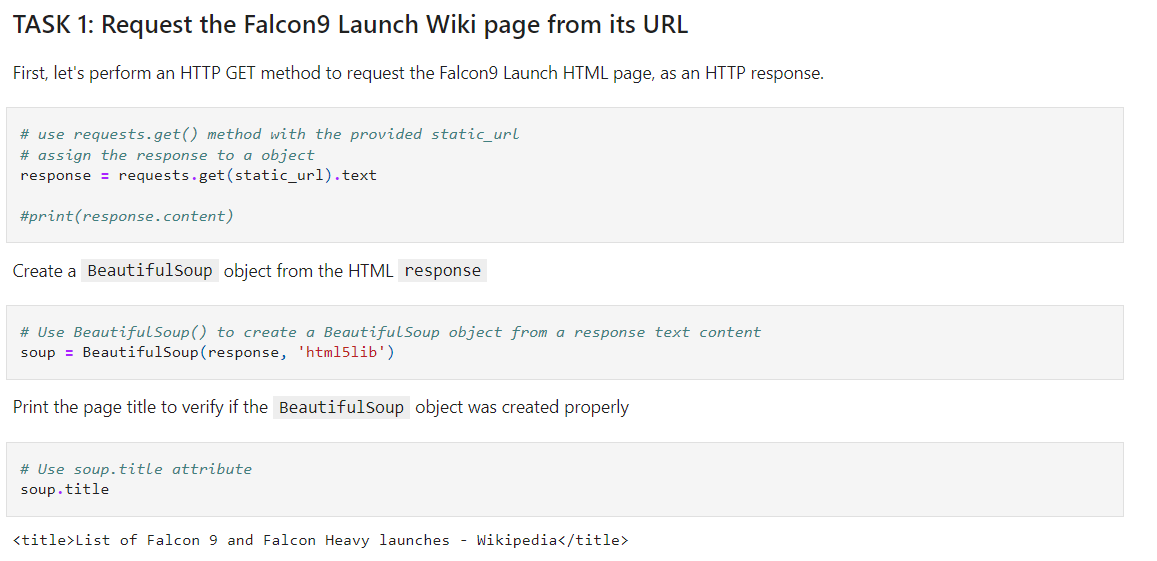 TASK 1: Request the Falcon9 Launch Wiki page from its URL
First, let's perform an HTTP GET method to request the Falcon9 Launch HTML page, as an HTTP response.
# use requests.get() method with the provided static_url
# assign the response to a object
response = requests.get(static_url).text
#print(response.content)
Create a BeautifulSoup object from the HTML response
# Use BeautifulSoup() to create a BeautifulSoup object from a response text content
soup = BeautifulSoup(response, 'html5lib')
Print the page title to verify if the BeautifulSoup object was created properly
# Use soup.title attribute
soup.title
<title>List of Falcon 9 and Falcon Heavy launches - Wikipedia</title>